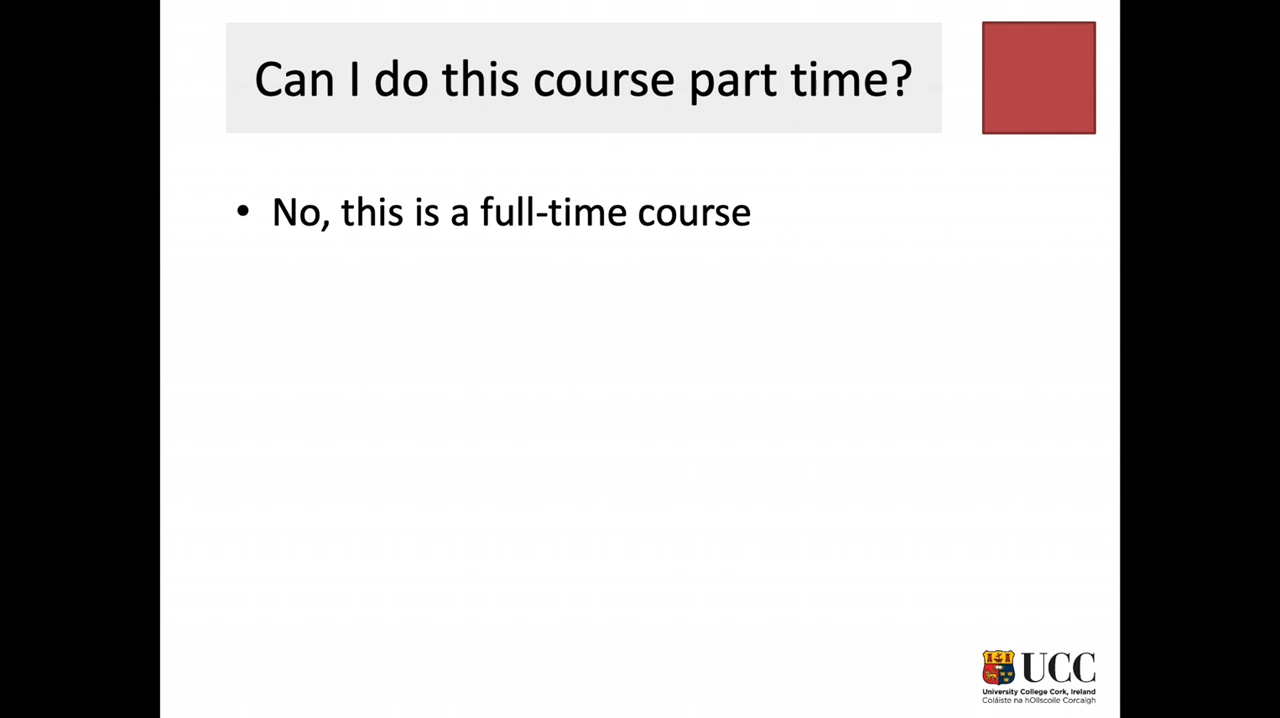 Can I do this course part time?
• No, this is a full-time course
UCC
University College Cork, Ireland
Coláiste na hOllscoile Corcaigh